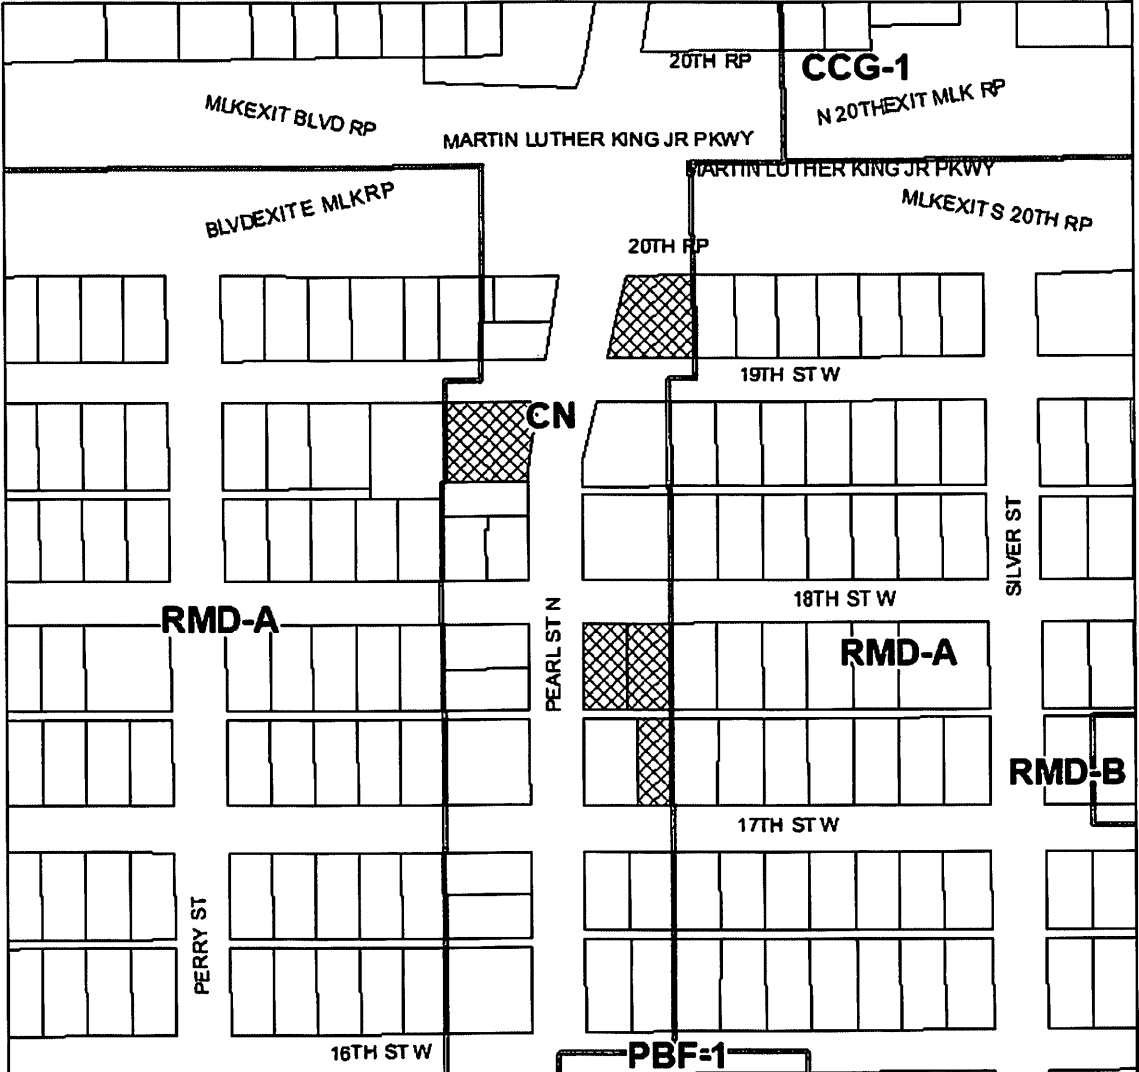 20TH RP
CCG-1
MLKEXIT BLVD RP
N 20THEXIT MLK RP
MARTIN LUTHER KING JR PKWY
MARTIN LUTHER KING JR PKWY
BLVDEXIT E MLKRP
MLKEXIT S 20TH RP
20TH RP
19TH ST W
CN
SILVER ST
18TH ST W
RMD-A
PEARL ST N
RMD-A
RMD-B
17TH ST W
PERRY ST
16TH ST W
PBF-1